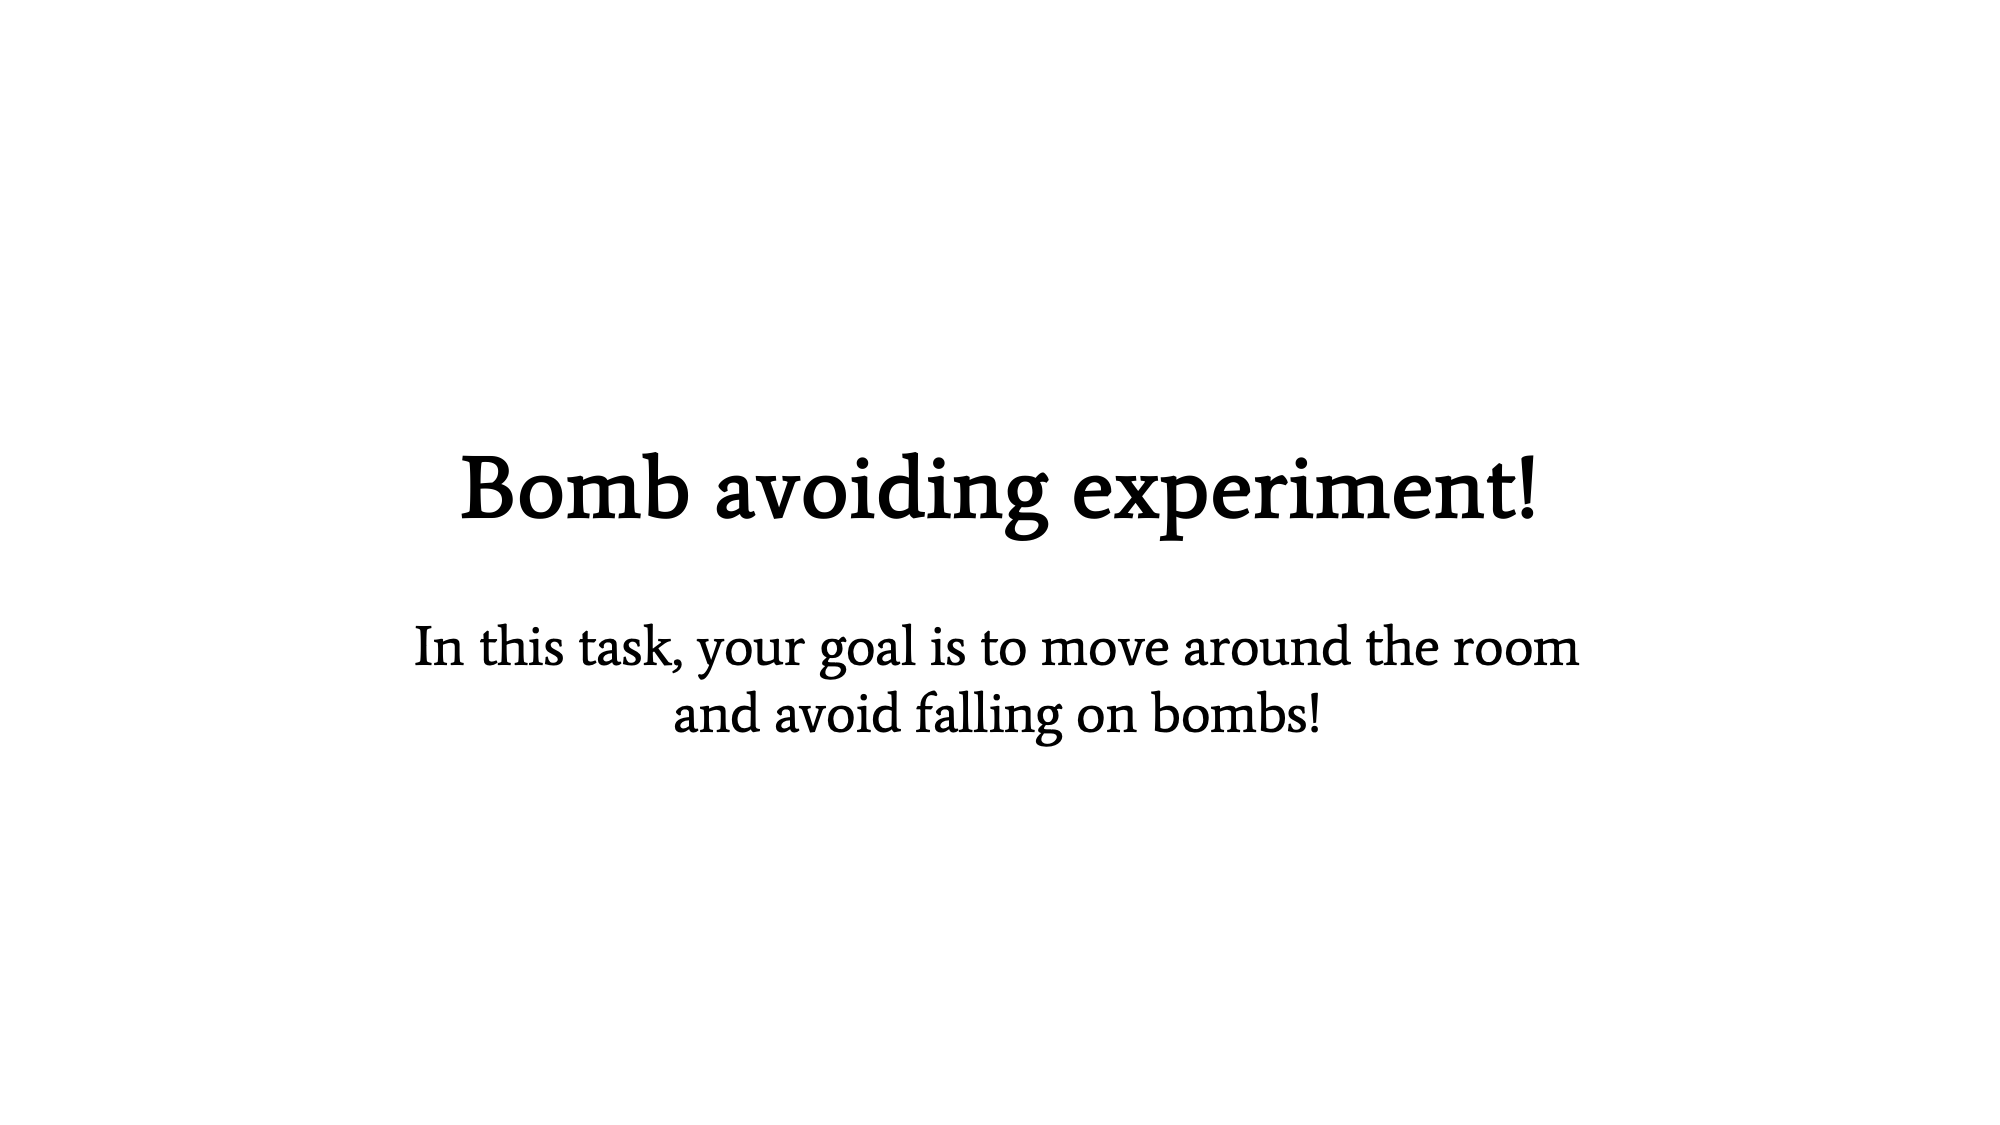 Bomb avoiding experiment!
In this task, your goal is to move around the room
and avoid falling on bombs!